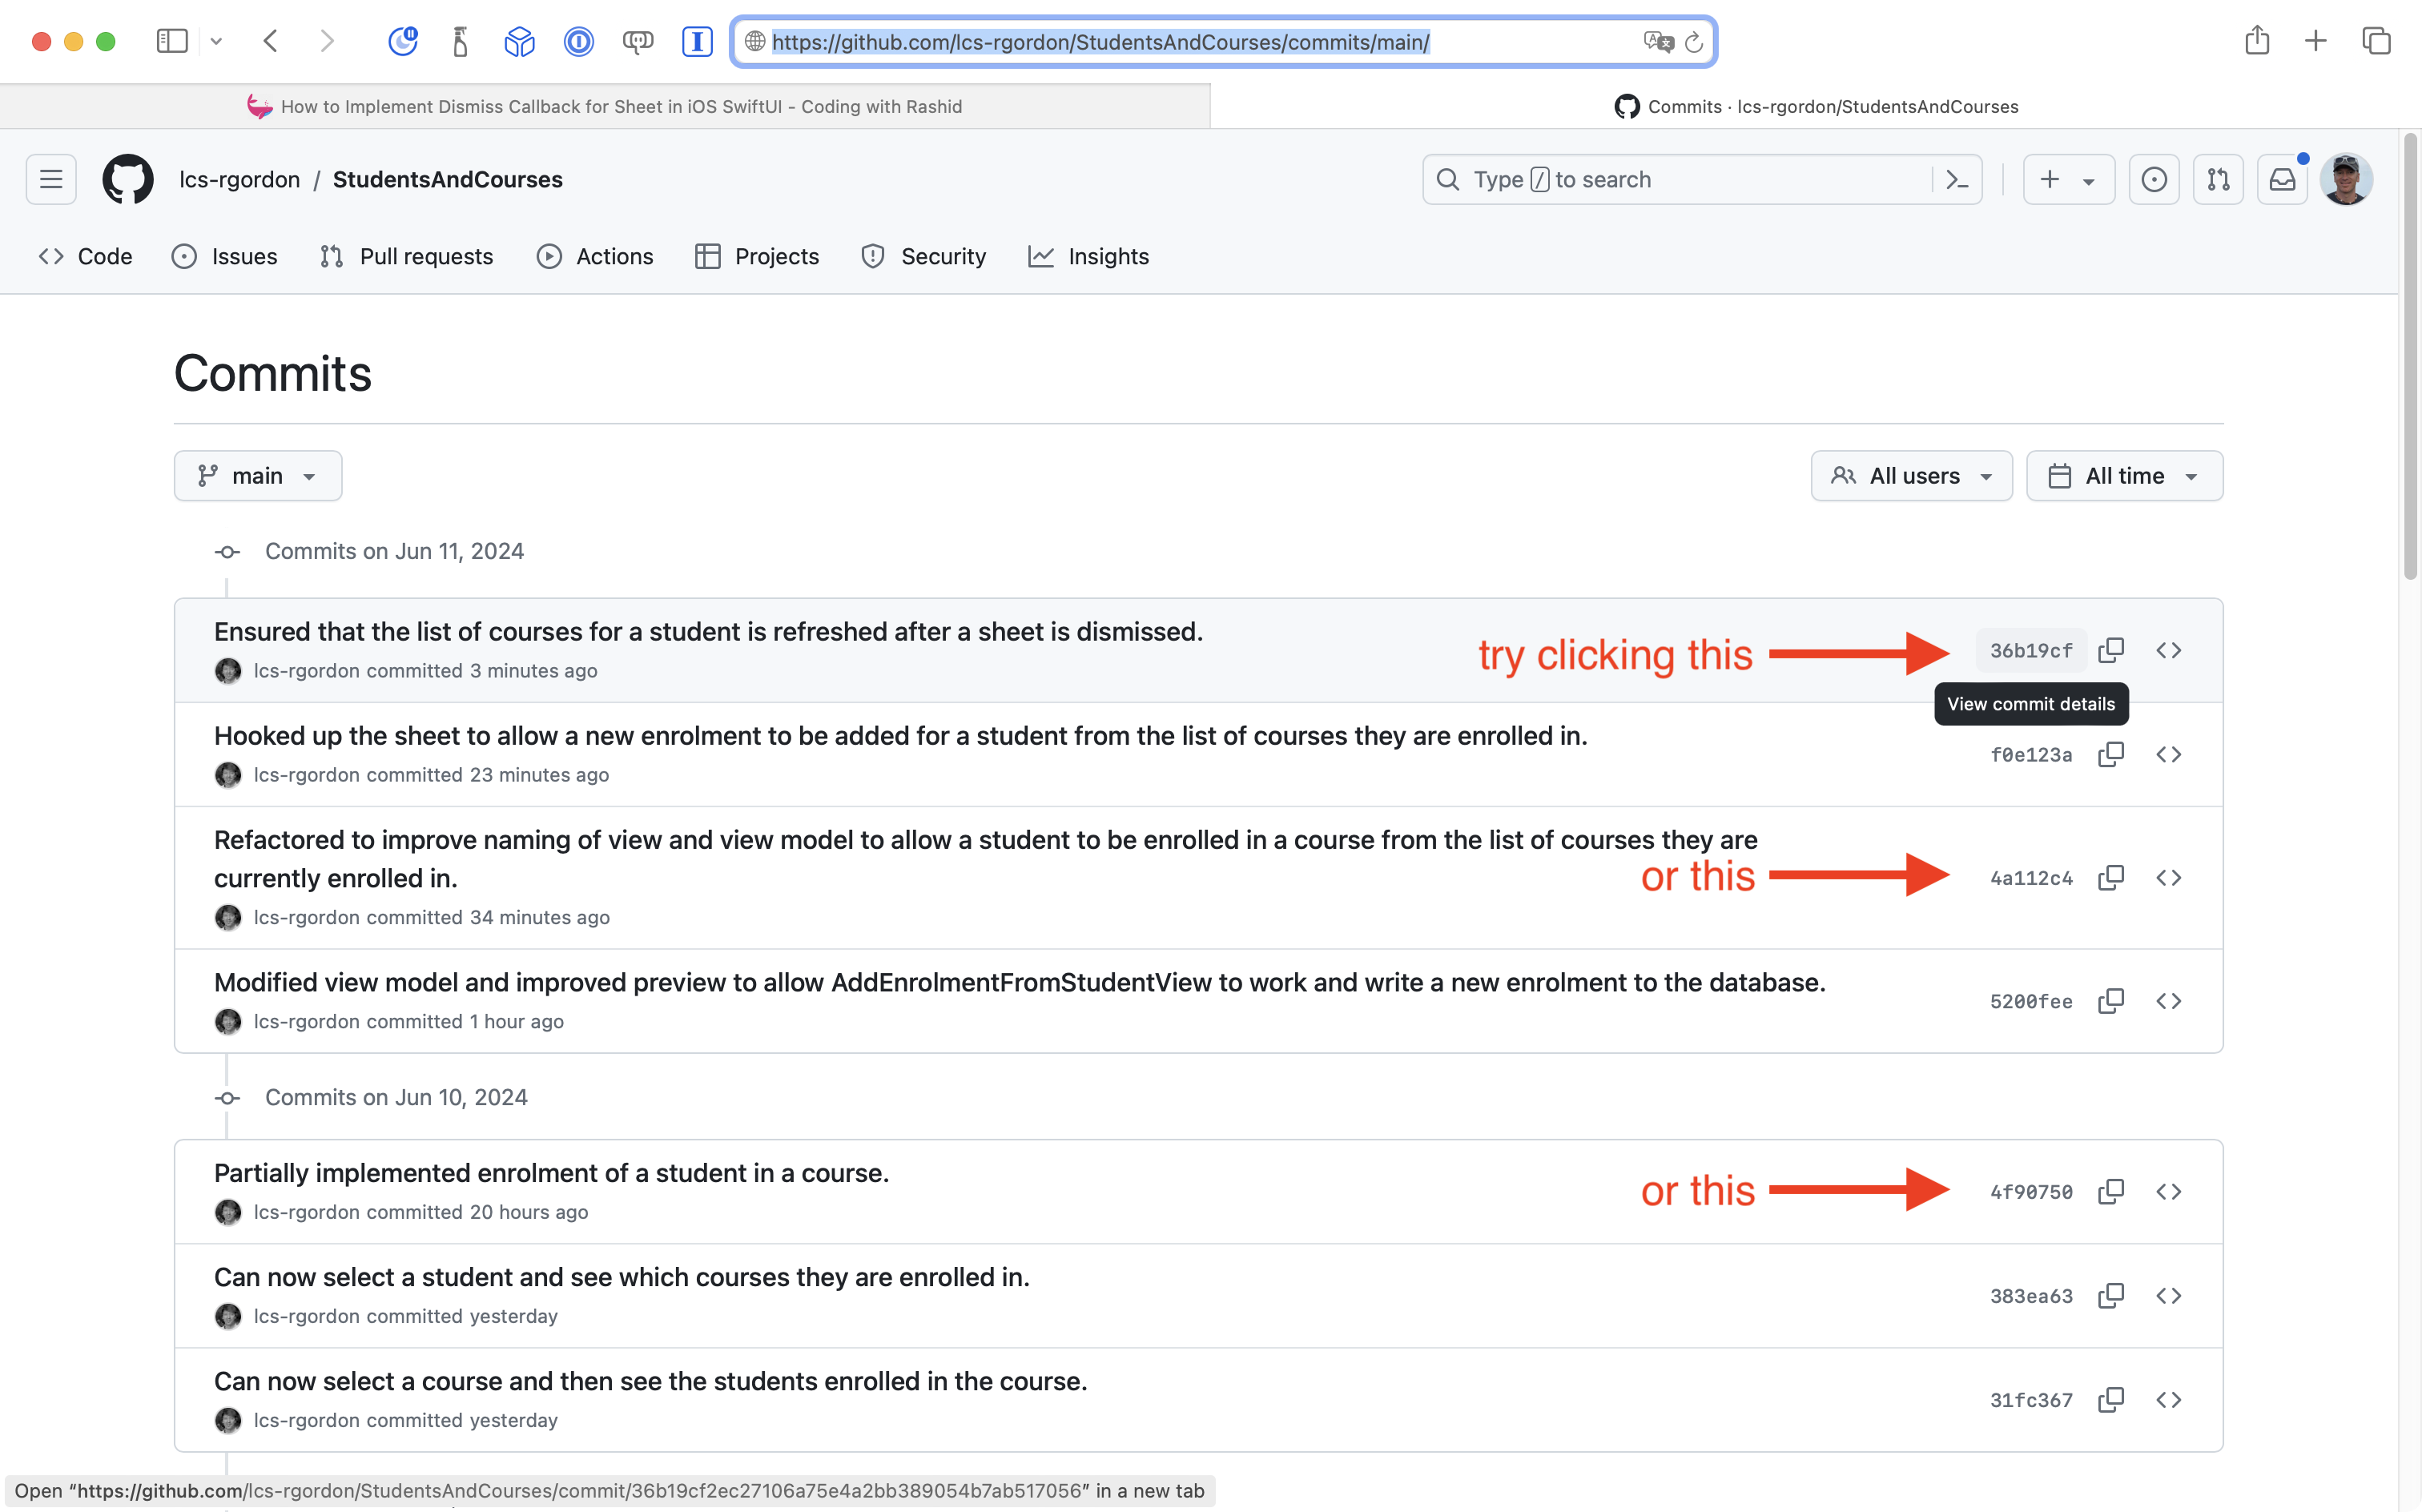 https://github.com/lcs-rgordon/StudentsAndCourses/commits/main/
How to Implement Dismiss Callback for Sheet in iOS SwiftUI - Coding with Rashid
Commits · lcs-rgordon/StudentsAndCourses
lcs-rgordon / StudentsAndCourses
Type / to search
Code
Issues
Pull requests
Actions
Projects
Security
Insights
Commits
main
All users
All time
Commits on Jun 11, 2024
Ensured that the list of courses for a student is refreshed after a sheet is dismissed.
lcs-rgordon committed 3 minutes ago
try clicking this
36b19cf
View commit details
Hooked up the sheet to allow a new enrolment to be added for a student from the list of courses they are enrolled in.
lcs-rgordon committed 23 minutes ago
f0e123a
Refactored to improve naming of view and view model to allow a student to be enrolled in a course from the list of courses they are
currently enrolled in.
lcs-rgordon committed 34 minutes ago
or this
4a112c4
Modified view model and improved preview to allow AddEnrolmentFromStudentView to work and write a new enrolment to the database.
lcs-rgordon committed 1 hour ago
5200fee
Commits on Jun 10, 2024
Partially implemented enrolment of a student in a course.
lcs-rgordon committed 20 hours ago
or this
4f90750
Can now select a student and see which courses they are enrolled in.
lcs-rgordon committed yesterday
383ea63
Can now select a course and then see the students enrolled in the course.
lcs-rgordon committed yesterday
31fc367
Open “https://github.com/lcs-rgordon/StudentsAndCourses/commit/36b19cf2ec27106a75e4a2bb389054b7ab517056” in a new tab